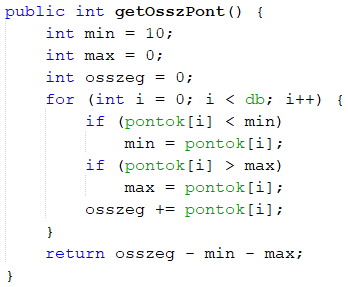 public int getOsszPont() {
    int min = 10;
    int max = 0;
    int osszeg = 0;
    for (int i = 0; i < db; i++) {
        if (pontok[i] < min)
            min = pontok[i];
        if (pontok[i] > max)
            max = pontok[i];
        osszeg += pontok[i];
    }
    return osszeg - min - max;
}